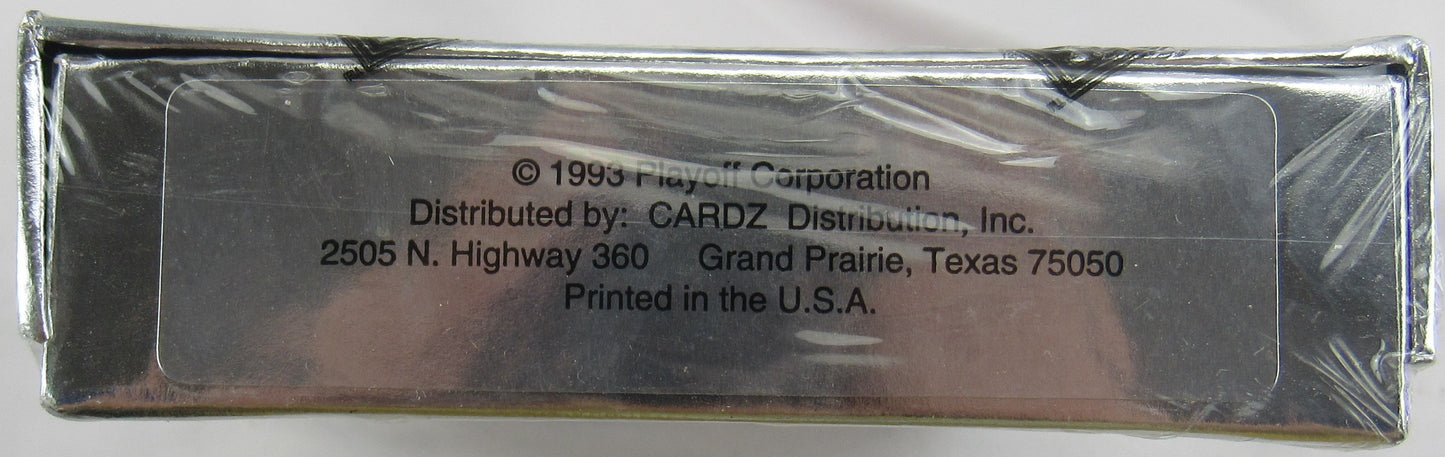 © 1993 Playoff Corporation
Distributed by: CARDZ Distribution, Inc.
2505 N. Highway 360 Grand Prairie, Texas 75050
Printed in the U.S.A.